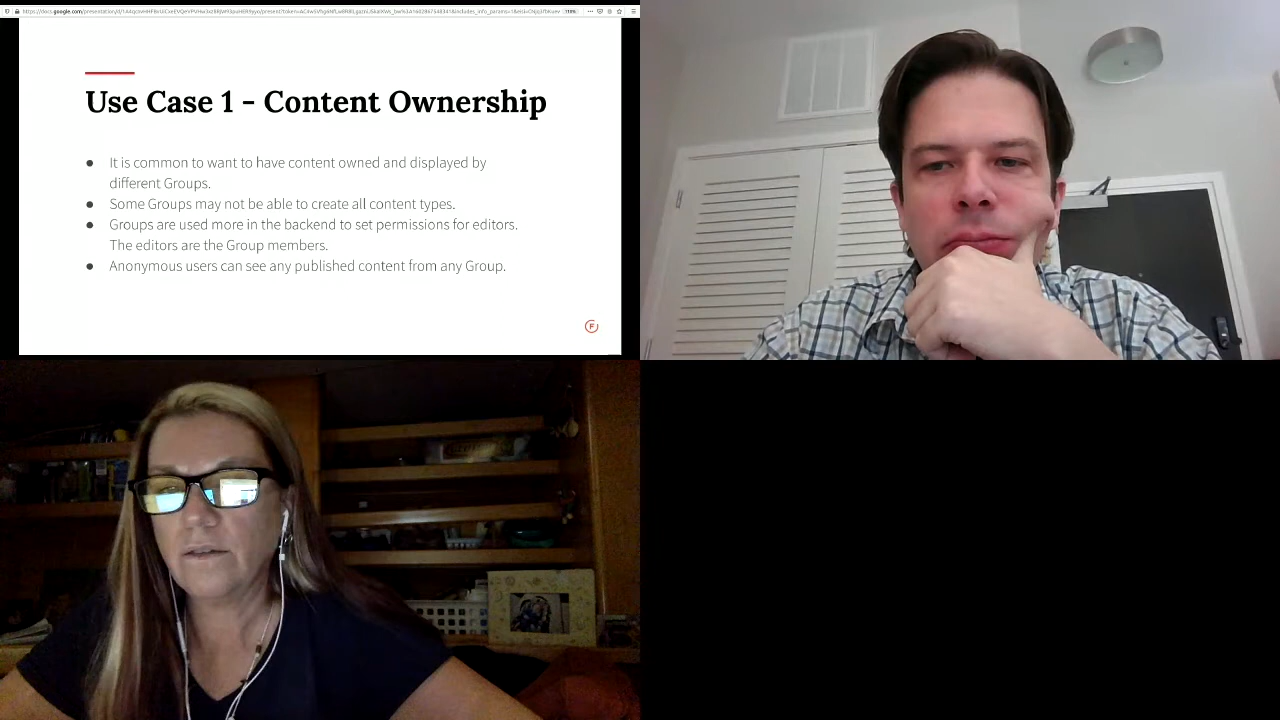 Use Case 1 - Content Ownership
● It is common to want to have content owned and displayed by
different Groups.
● Some Groups may not be able to create all content types.
● Groups are used more in the backend to set permissions for editors.
The editors are the Group members.
● Anonymous users can see any published content from any Group.
F